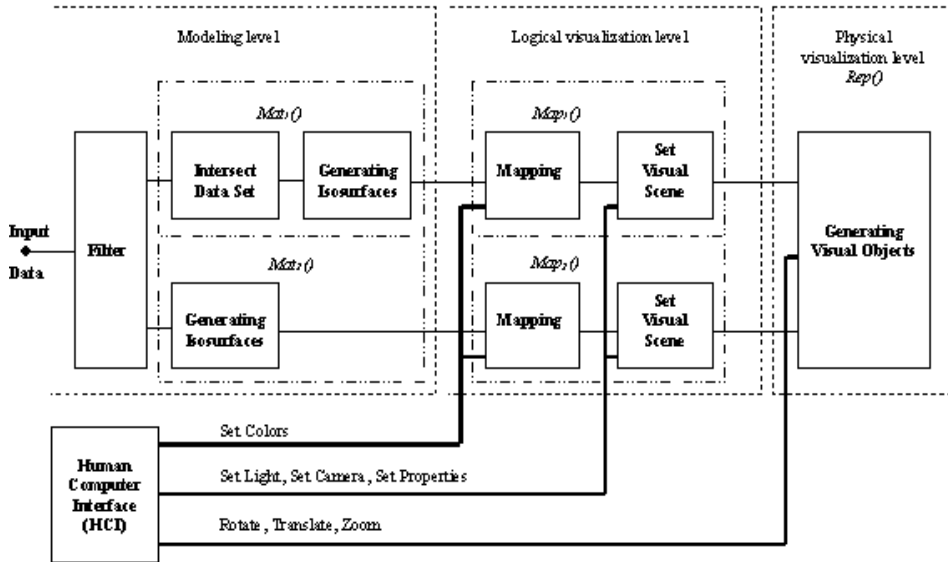 Modeling level
Logical visualization level
Physical
visualization level
Rep()
Mat₁()
Map₁()
Intersect
Data Set
Generating
Isosurfaces
Mapping
Set
Visual
Scene
Input
Data
Filter
Generating
Visual Objects
Mat₂()
Map₂()
Generating
Isosurfaces
Mapping
Set
Visual
Scene
Human
Computer
Interface
(HCI)
Set Colors
Set Light, Set Camera, Set Properties
Rotate, Translate, Zoom